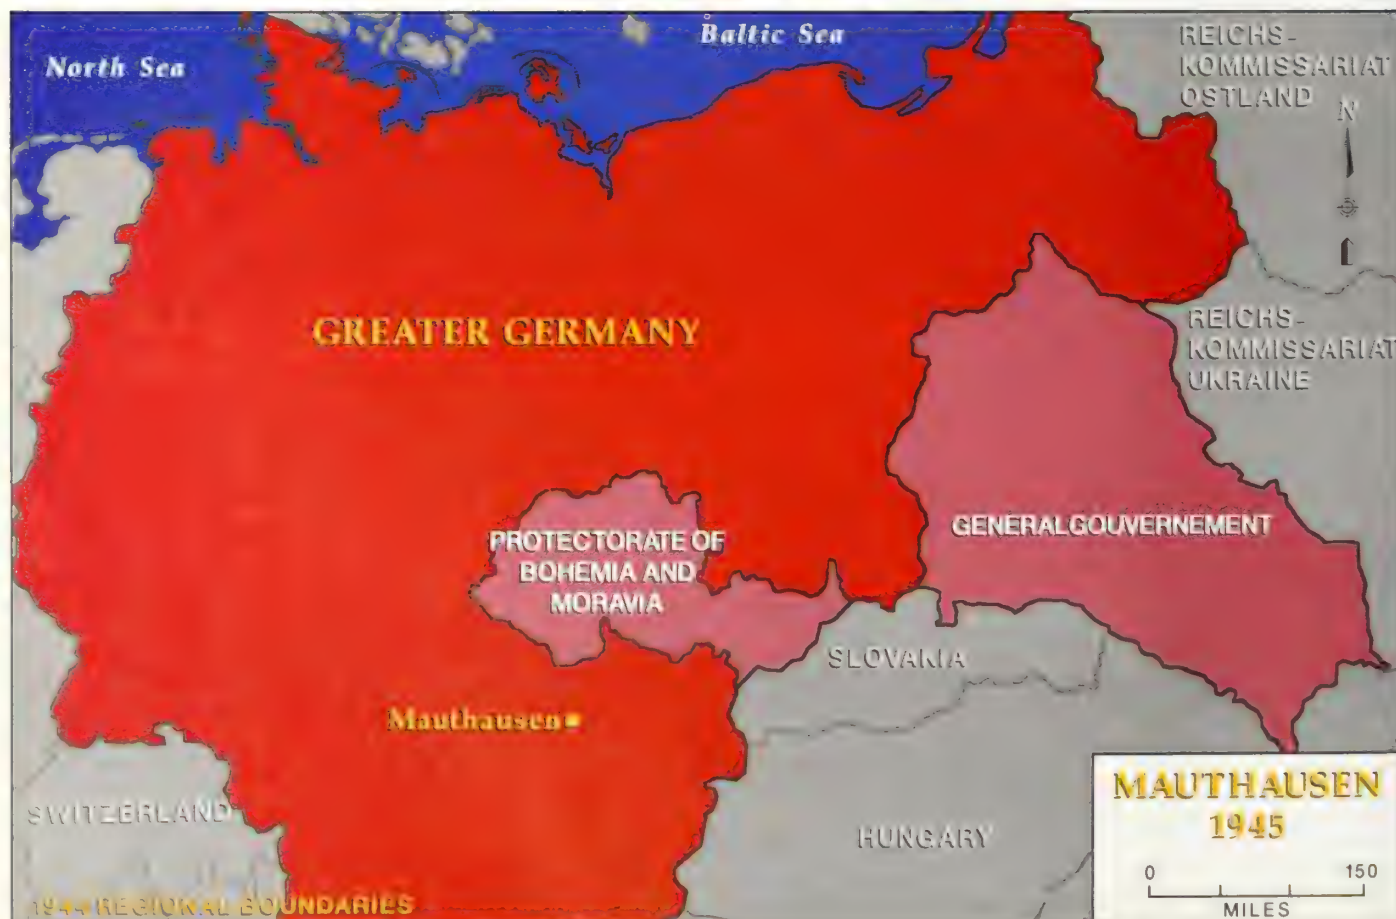 North Sea
Baltic Sea
REICHS-
KOMMISSARIAT
OSTLAND
N
GREATER GERMANY
REICHS-
KOMMISSARIAT
UKRAINE
PROTECTORATE OF
BOHEMIA AND
MORAVIA
GENERALGOUVERNEMENT
SLOVAKIA
Mauthausen
SWITZERLAND
HUNGARY
MAUTHAUSEN
1945
0 150
MILES
1944 REGIONAL BOUNDARIES